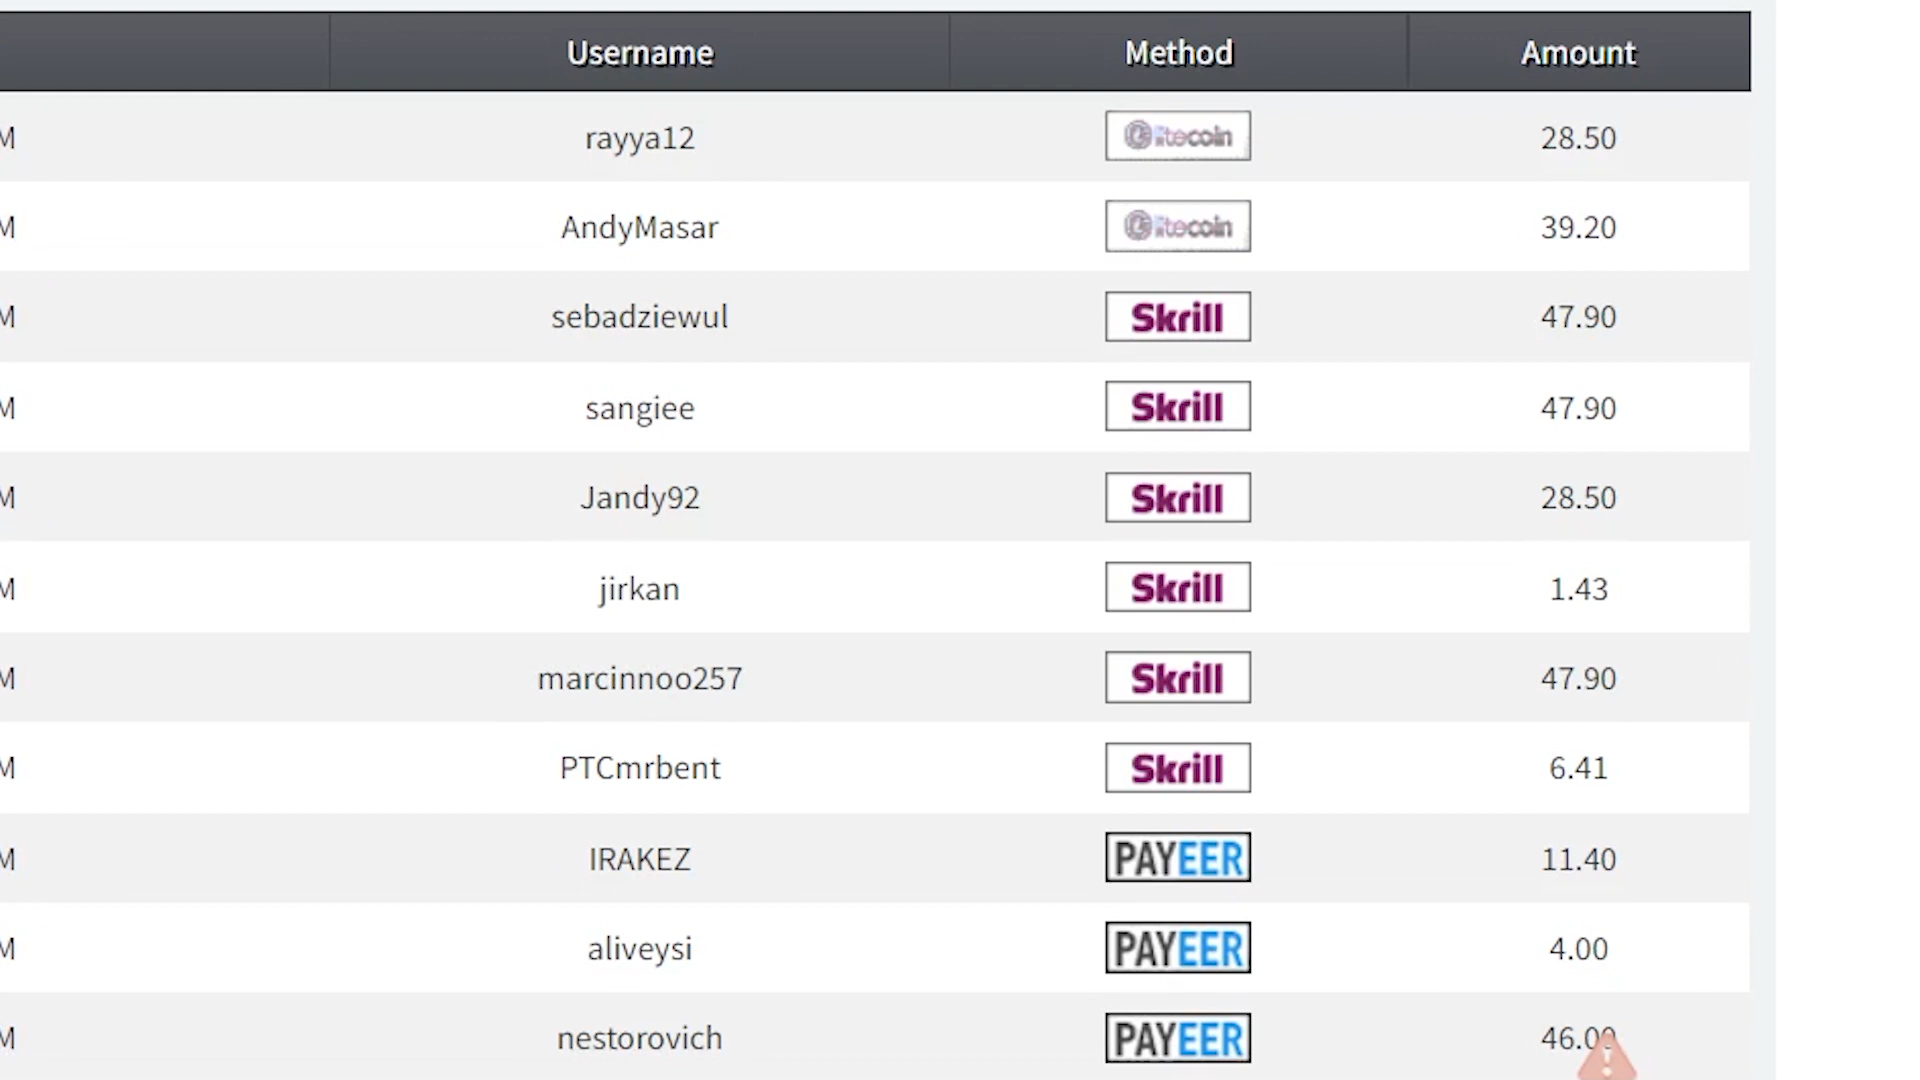 Username Method Amount
M rayya12 litecoin 28.50
M AndyMasar litecoin 39.20
M sebadziewul Skrill 47.90
M sangiee Skrill 47.90
M Jandy92 Skrill 28.50
M jirkan Skrill 1.43
M marcinnoo257 Skrill 47.90
M PTCmrbent Skrill 6.41
M IRAKEZ PAYEER 11.40
M aliveysi PAYEER 4.00
M nestorovich PAYEER 46.00